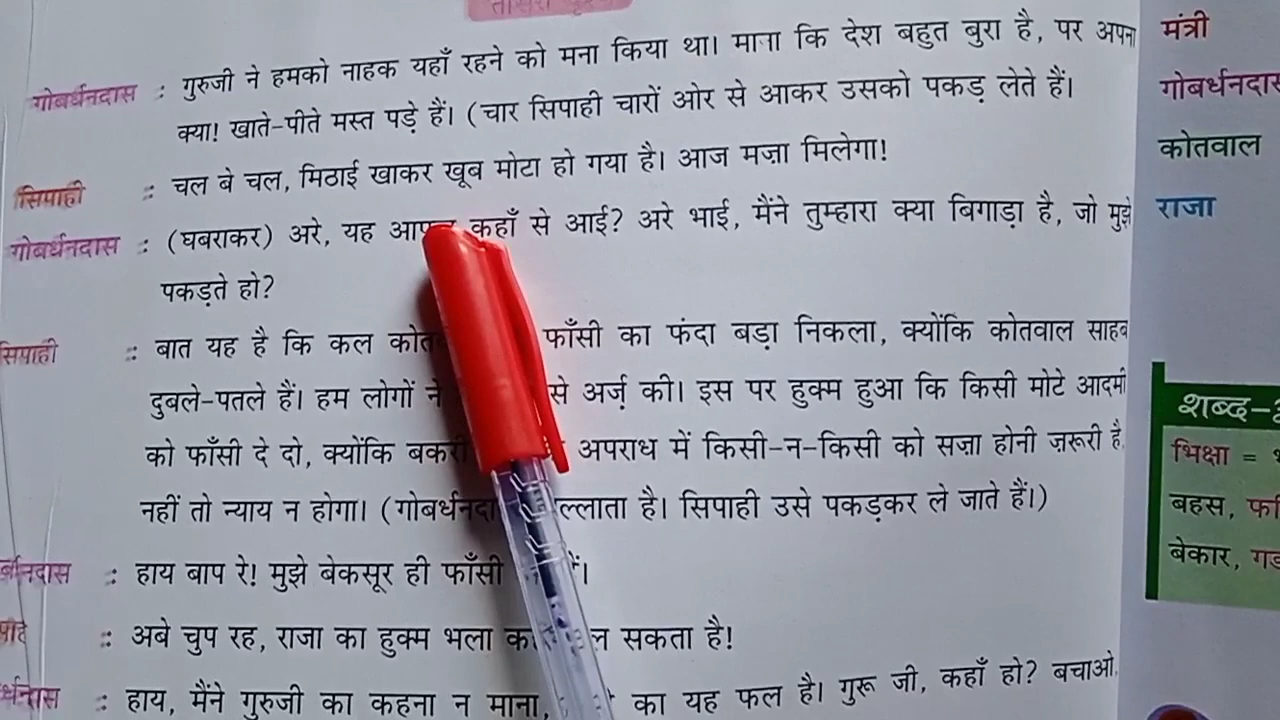 तीसरा
गोबर्धनदास : गुरुजी ने हमको नाहक यहाँ रहने को मना किया था। माना कि देश बहुत बुरा है, पर अपना
क्या! खाते-पीते मस्त पड़े हैं। (चार सिपाही चारों ओर से आकर उसको पकड़ लेते हैं।
सिपाही : चल बे चल, मिठाई खाकर खूब मोटा हो गया है। आज मज़ा मिलेगा!
गोबर्धनदास : (घबराकर) अरे, यह कहाँ से आई? अरे भाई, मैंने तुम्हारा क्या बिगाड़ा है, जो मुझे
पकड़ते हो?
सिपाही : बात यह है कि कल फाँसी का फंदा बड़ा निकला, क्योंकि कोतवाल साहब
दुबले-पतले हैं। हम लोगों ने से अर्ज़ की। इस पर हुक्म हुआ कि किसी मोटे आदमी
को फाँसी दे दो, क्योंकि अपराध में किसी-न-किसी को सज़ा होनी ज़रूरी है,
नहीं तो न्याय न होगा। (गोबर्धनदा ल्लाता है। सिपाही उसे पकड़कर ले जाते हैं।)
र्बनदास : हाय बाप रे! मुझे बेकसूर ही फाँसी
अबे चुप रह, राजा का हुक्म भला सकता है!
हाय, मैंने गुरुजी का कहना न माना, का यह फल है। गुरू जी, कहाँ हो? बचाओ,
मंत्री
गोबर्धनदास
कोतवाल
राजा
शब्द-
भिक्षा =
बहस, फ
बेकार, गड